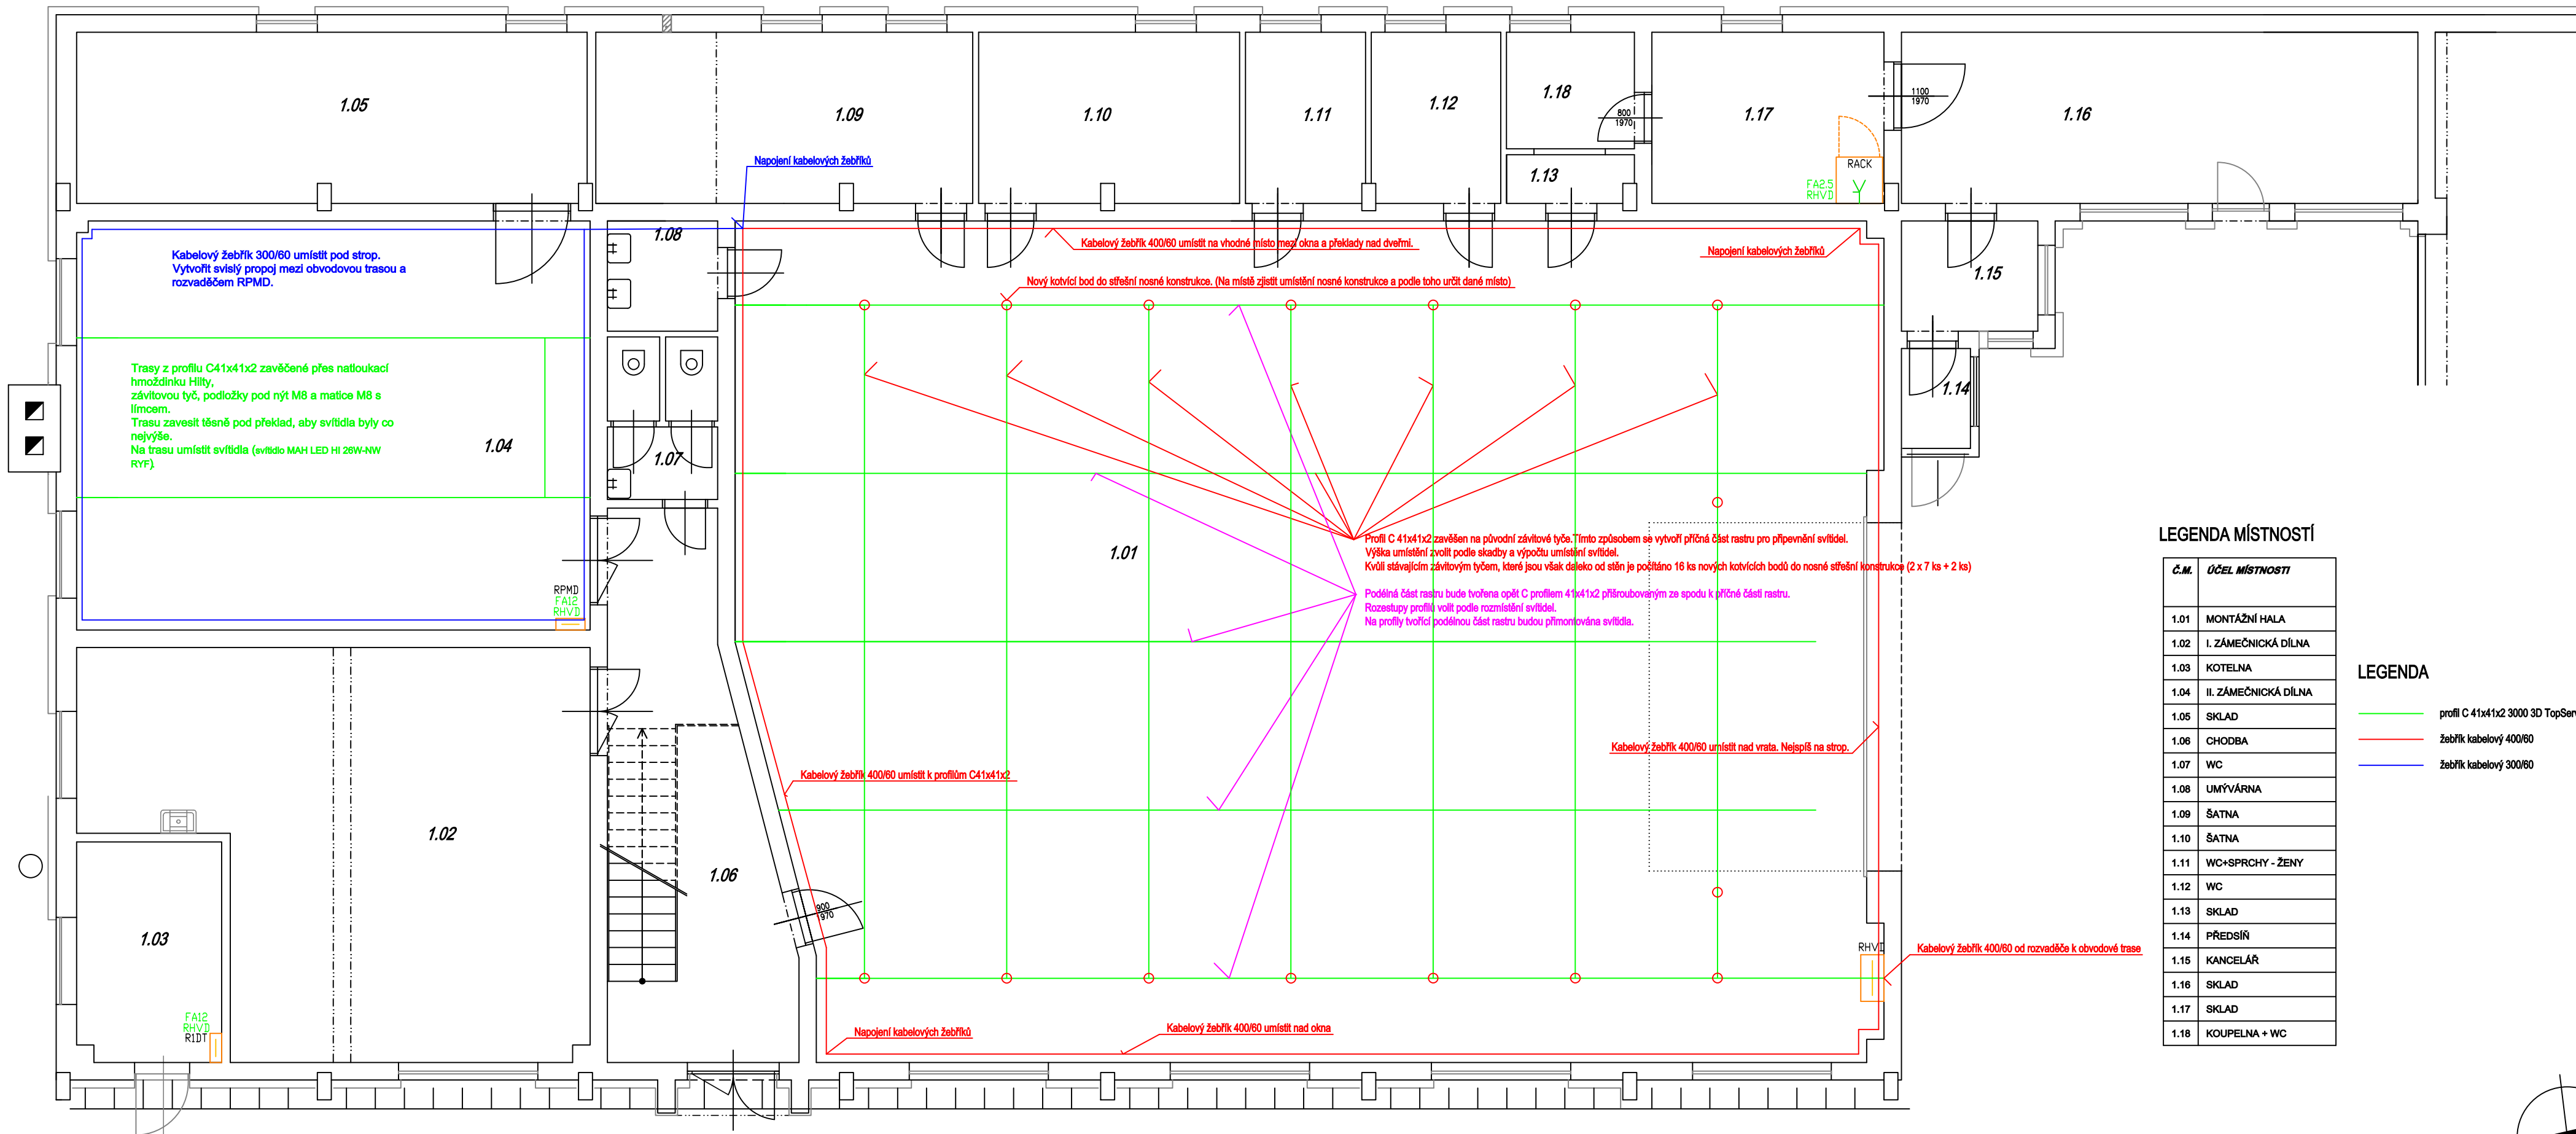 1.05
1.09
1.10
1.11
1.12
1.18
1.13
1.17
1.16
800
1970
1100
1970
RACK
FA2.5
RHVD
Napojení kabelových žebříků
1.08
Kabelový žebřík 300/60 umístit pod strop.
Vytvořit svislý propoj mezi obvodovou trasou a
rozvaděčem RPMD.
Kabelový žebřík 400/60 umístit na vhodné místo mezi okna a překlady nad dveřmi.
Napojení kabelových žebříků
Nový kotvící bod do střešní nosné konstrukce. (Na místě zjistit umístění nosné konstrukce a podle toho určit dané místo)
1.15
1.14
Trasy z profilu C41x41x2 zavěčené přes natloukací
hmoždinku Hilty,
závitovou tyč, podložky pod nýt M8 a matice M8 s
límcem.
Trasu zavesit těsně pod překlad, aby svítidla byly co
nejvýše.
Na trasu umístit svítidla (svítidlo MAH LED HI 26W-NW
RYF)
1.04
1.07
1.01
Profil C 41x41x2 zavěšen na původní závitové tyče. Tímto způsobem se vytvoří příčná část rastru pro připevnění svítidel.
Výška umístění zvolit podle skadby a výpočtu umístění svítidel.
Kvůli stávajícím závitovým tyčem, které jsou však daleko od stěn je počítáno 16 ks nových kotvících bodů do nosné střešní konstrukce (2 x 7 ks + 2 ks)
Podélná část rastru bude tvořena opět C profilem 41x41x2 přišroubovaným ze spodu k příčné části rastru.
Rozestupy profilů volit podle rozmístění svítidel.
Na profily tvořící podélnou část rastru budou přimontována svítidla.
RPMD
FA12
RHVD
Kabelový žebřík 400/60 umístit nad vrata. Nejspíš na strop.
Kabelový žebřík 400/60 umístit k profilům C41x41x2
1.02
1.06
900
970
1.03
FA12
RHVD
R1DT
RHVD
Kabelový žebřík 400/60 od rozvaděče k obvodové trase
Napojení kabelových žebříků
Kabelový žebřík 400/60 umístit nad okna
LEGENDA MÍSTNOSTÍ
Č.M. ÚČEL MÍSTNOSTI
1.01 MONTÁŽNÍ HALA
1.02 I. ZÁMEČNICKÁ DÍLNA
1.03 KOTELNA
1.04 II. ZÁMEČNICKÁ DÍLNA
1.05 SKLAD
1.06 CHODBA
1.07 WC
1.08 UMÝVÁRNA
1.09 ŠATNA
1.10 ŠATNA
1.11 WC+SPRCHY - ŽENY
1.12 WC
1.13 SKLAD
1.14 PŘEDSÍŇ
1.15 KANCELÁŘ
1.16 SKLAD
1.17 SKLAD
1.18 KOUPELNA + WC
LEGENDA
profil C 41x41x2 3000 3D TopSer
žebřík kabelový 400/60
žebřík kabelový 300/60